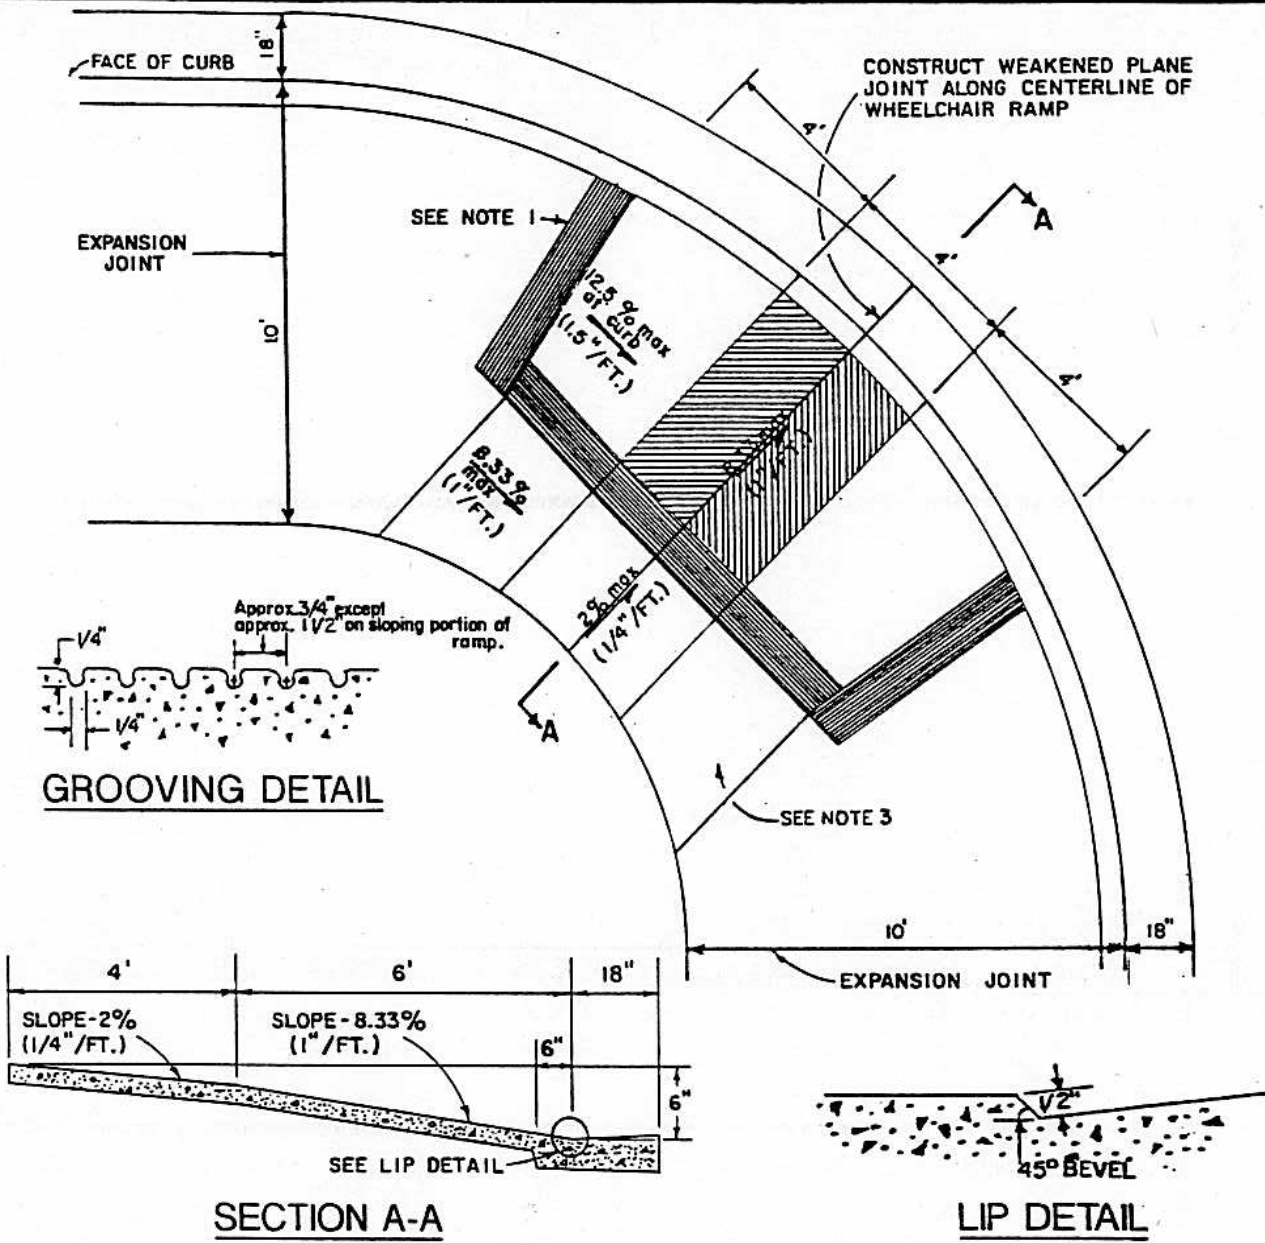 18"
FACE OF CURB
CONSTRUCT WEAKENED PLANE
JOINT ALONG CENTERLINE OF
WHEELCHAIR RAMP
4'
A
SEE NOTE 1
EXPANSION
JOINT
4'
12.5 % max
at curb
(1.5"/FT.)
10'
4'
(1"/FT.)
8.33%
max
(1"/FT.)
2% max
(1/4"/FT.)
Approx. 3/4" except
approx. 1 1/2" on sloping portion of
ramp.
1/4"
1/4"
A
GROOVING DETAIL
SEE NOTE 3
10'
18"
EXPANSION JOINT
4'
6'
18"
SLOPE-2%
(1/4"/FT.)
SLOPE-8.33%
(1"/FT.)
6"
6"
SEE LIP DETAIL
SECTION A-A
1/2"
45° BEVEL
LIP DETAIL